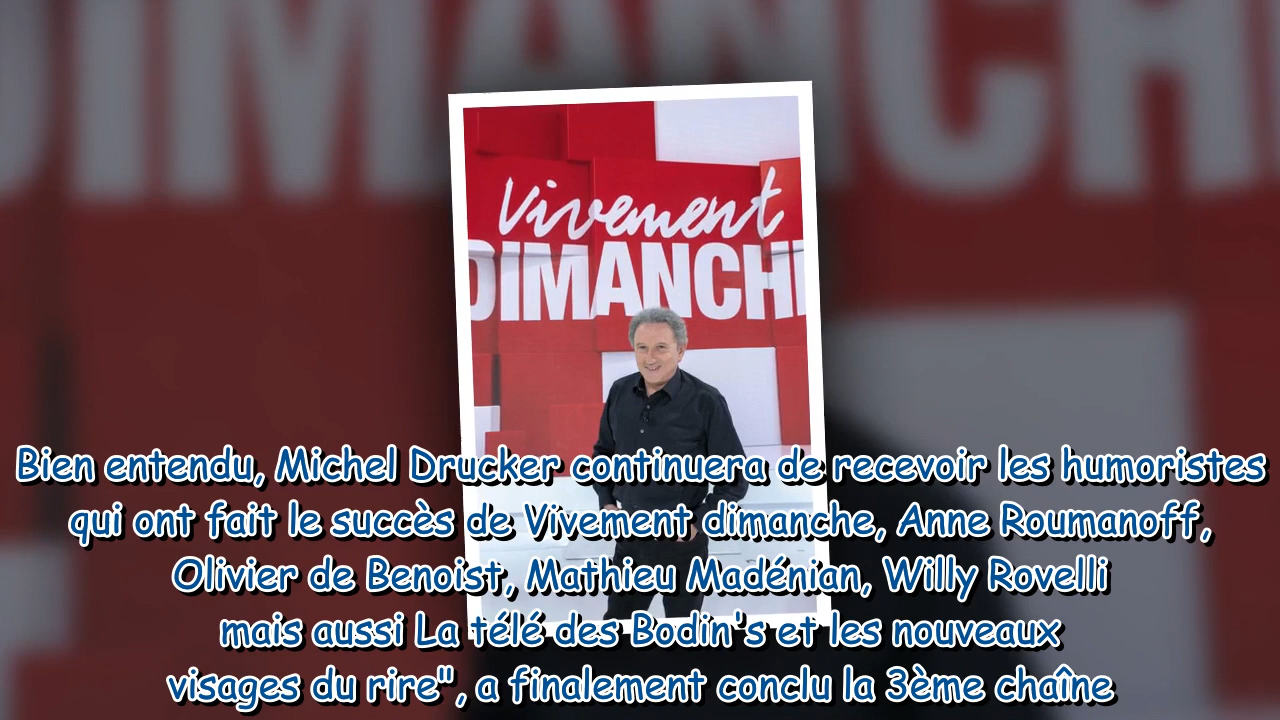 DIMANCHE
Vivement
DIMANCHE
Bien entendu, Michel Drucker continuera de recevoir les humoristes
qui ont fait le succès de Vivement dimanche, Anne Roumanoff,
Olivier de Benoist, Mathieu Madénian, Willy Rovelli
mais aussi La télé des Bodin's et les nouveaux
visages du rire", a finalement conclu la 3ème chaîne